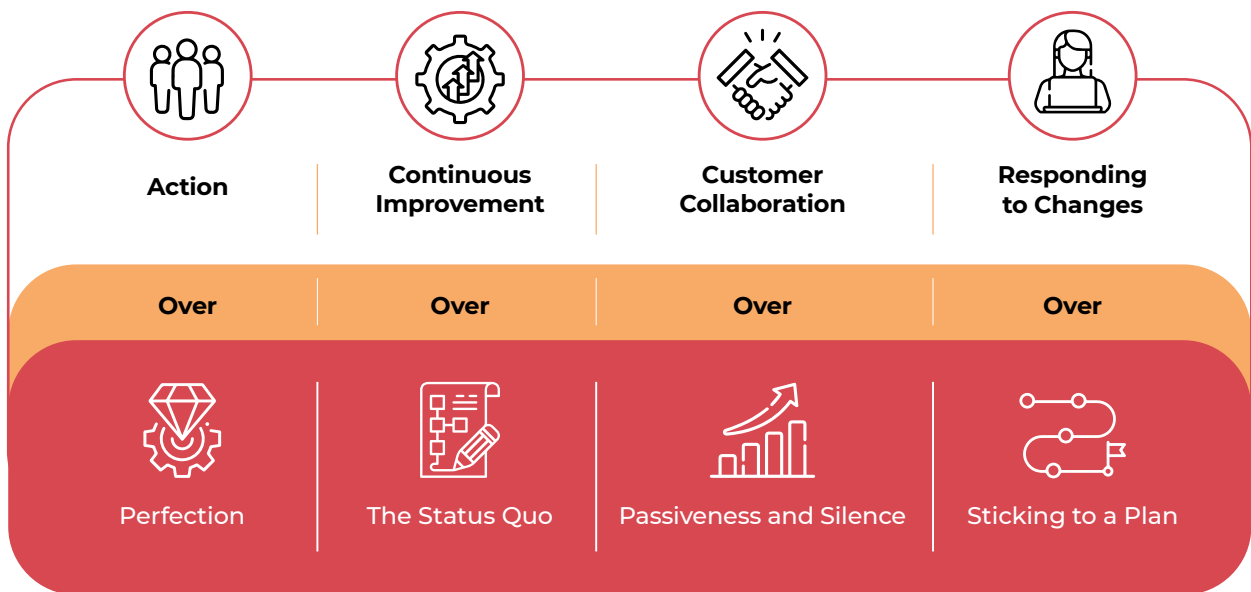 Action
Continuous
Improvement
Customer
Collaboration
Responding
to Changes
Over
Over
Over
Over
Perfection
The Status Quo
Passiveness and Silence
Sticking to a Plan